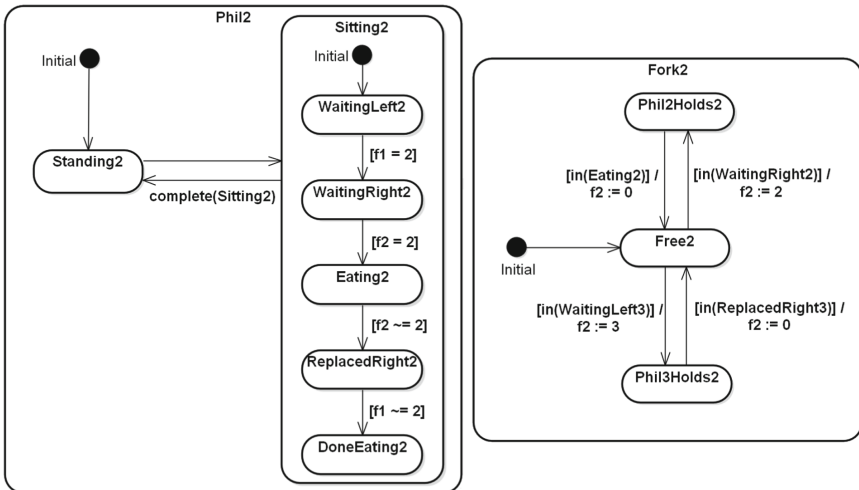 Phil2
Initial
Standing2
complete(Sitting2)
Sitting2
Initial
WaitingLeft2
[f1 = 2]
WaitingRight2
[f2 = 2]
Eating2
[f2 ~= 2]
ReplacedRight2
[f1 ~= 2]
DoneEating2
Fork2
Phil2Holds2
[in(Eating2)] /
f2 := 0
[in(WaitingRight2)] /
f2 := 2
Free2
Initial
[in(WaitingLeft3)] /
f2 := 3
[in(ReplacedRight3)] /
f2 := 0
Phil3Holds2